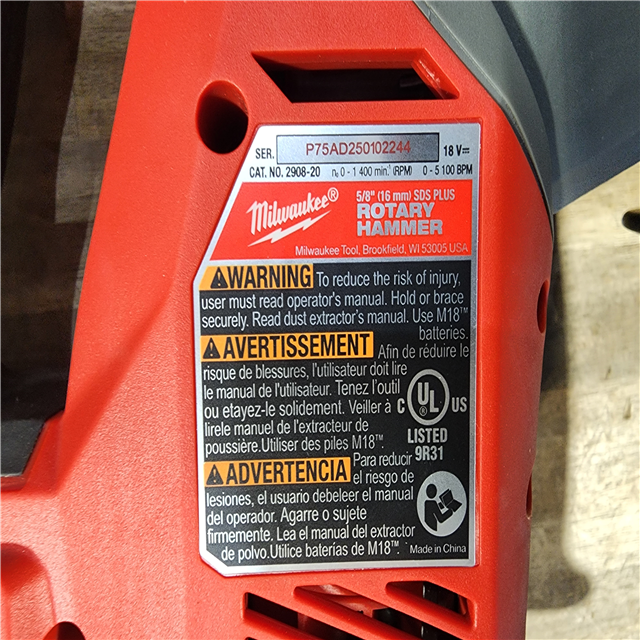 SER. P75AD250102244 18 V⎓
CAT. NO. 2908-20 n₀ 0 - 1 400 min.⁻¹ (RPM) 0 - 5 100 BPM
Milwaukee®
5/8" (16 mm) SDS PLUS
ROTARY
HAMMER
Milwaukee Tool, Brookfield, WI 53005 USA
⚠WARNING To reduce the risk of injury,
user must read operator's manual. Hold or brace
securely. Read dust extractor's manual. Use M18™
batteries.
⚠AVERTISSEMENT Afin de réduire le
risque de blessures, l'utilisateur doit lire
le manuel de l'utilisateur. Tenez l'outil
ou etayez-le solidement. Veiller à
lirele manuel de l'extracteur de
poussière.Utiliser des piles M18™.
C UL® US
LISTED
9R31
⚠ADVERTENCIA Para reducir
el riesgo de
lesiones, el usuario debeleer el manual
del operador. Agarre o sujete
firmemente. Lea el manual del extractor
de polvo.Utilice baterías de M18™.
Made in China